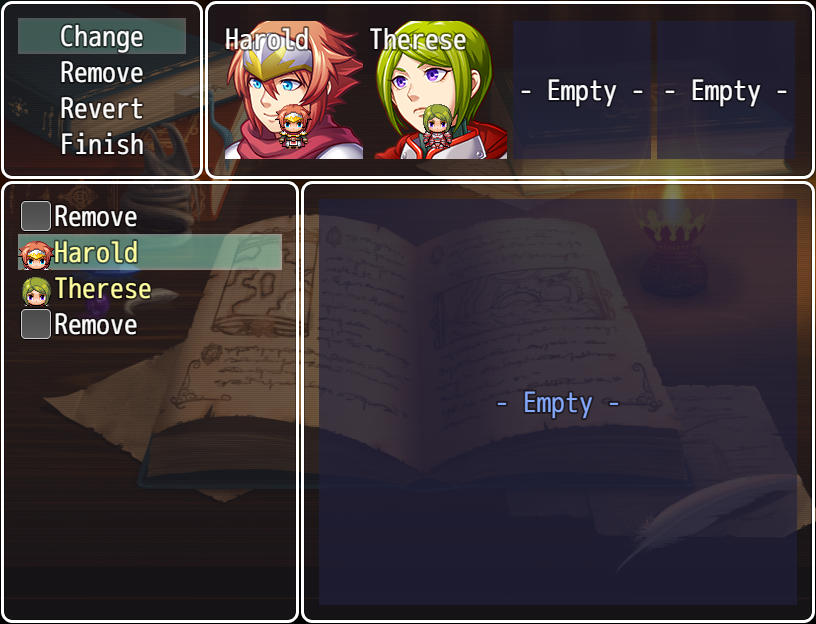 Change
Remove
Revert
Finish
Harold
Therese
- Empty -
- Empty -
Remove
Harold
Therese
Remove
- Empty -